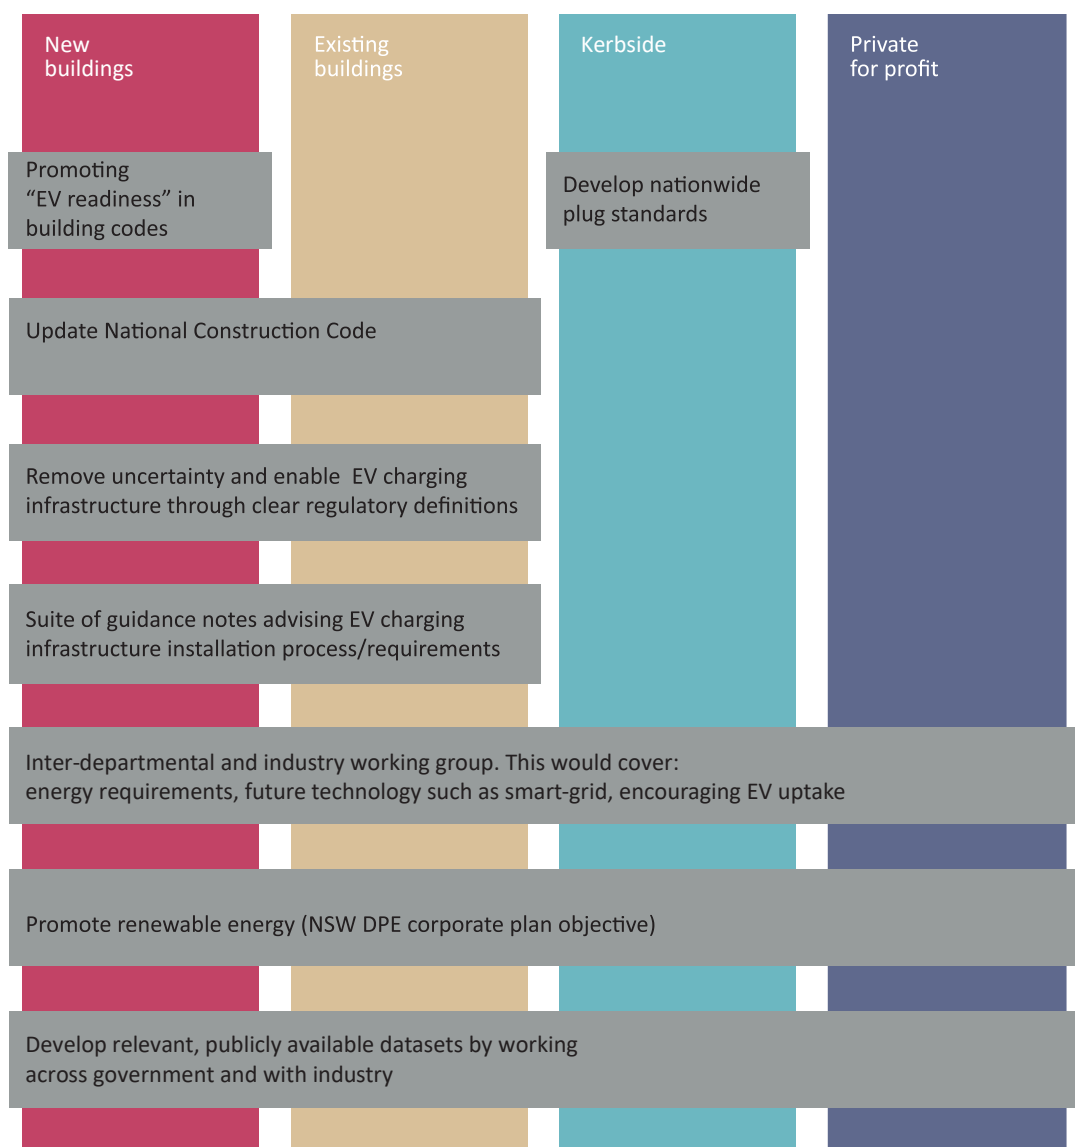 New
buildings
Existing
buildings
Kerbside
Private
for profit
Promoting
“EV readiness” in
building codes
Develop nationwide
plug standards
Update National Construction Code
Remove uncertainty and enable  EV charging
infrastructure through clear regulatory definitions
Suite of guidance notes advising EV charging
infrastructure installation process/requirements
Inter-departmental and industry working group. This would cover:
energy requirements, future technology such as smart-grid, encouraging EV uptake
Promote renewable energy (NSW DPE corporate plan objective)
Develop relevant, publicly available datasets by working
across government and with industry